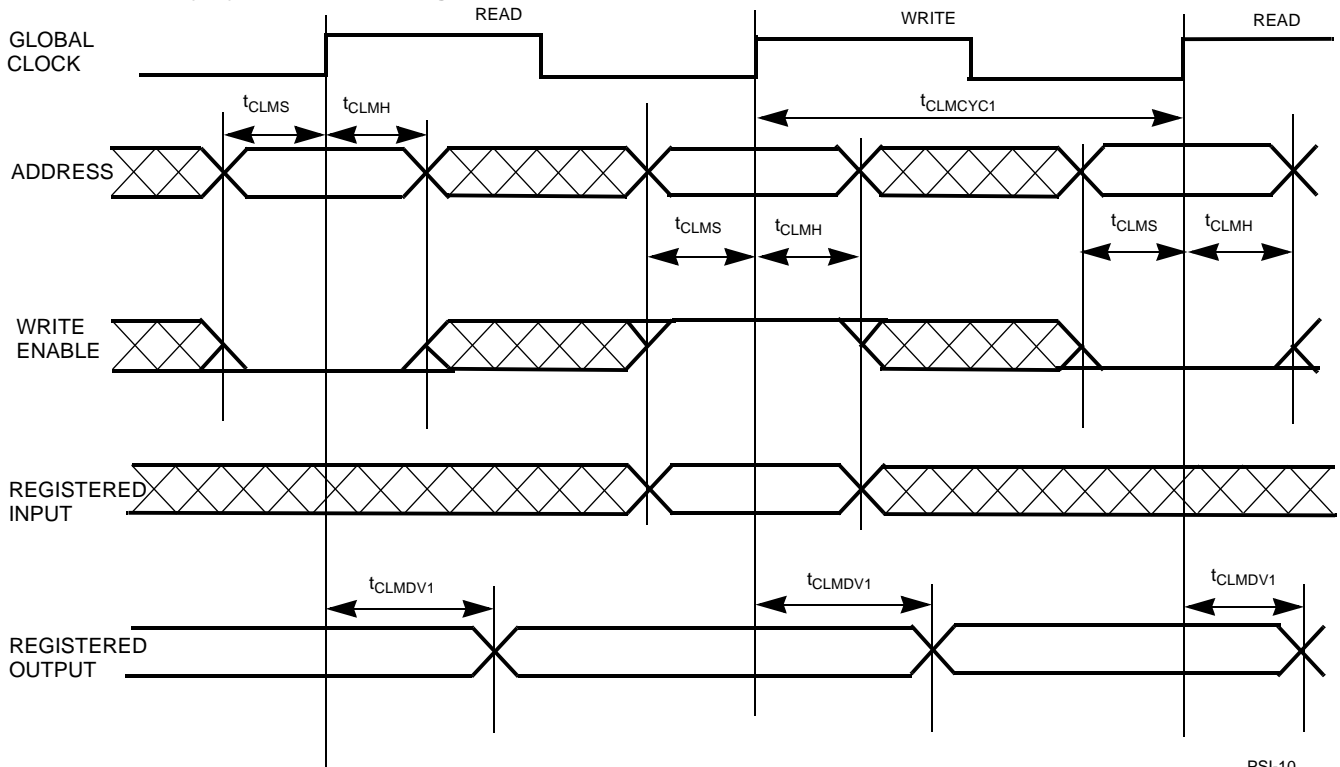 READ
WRITE
READ
GLOBAL
CLOCK
tCLMS
tCLMH
tCLMCYC1
ADDRESS
tCLMS
tCLMH
tCLMS
tCLMH
WRITE
ENABLE
REGISTERED
INPUT
tCLMDV1
tCLMDV1
tCLMDV1
REGISTERED
OUTPUT